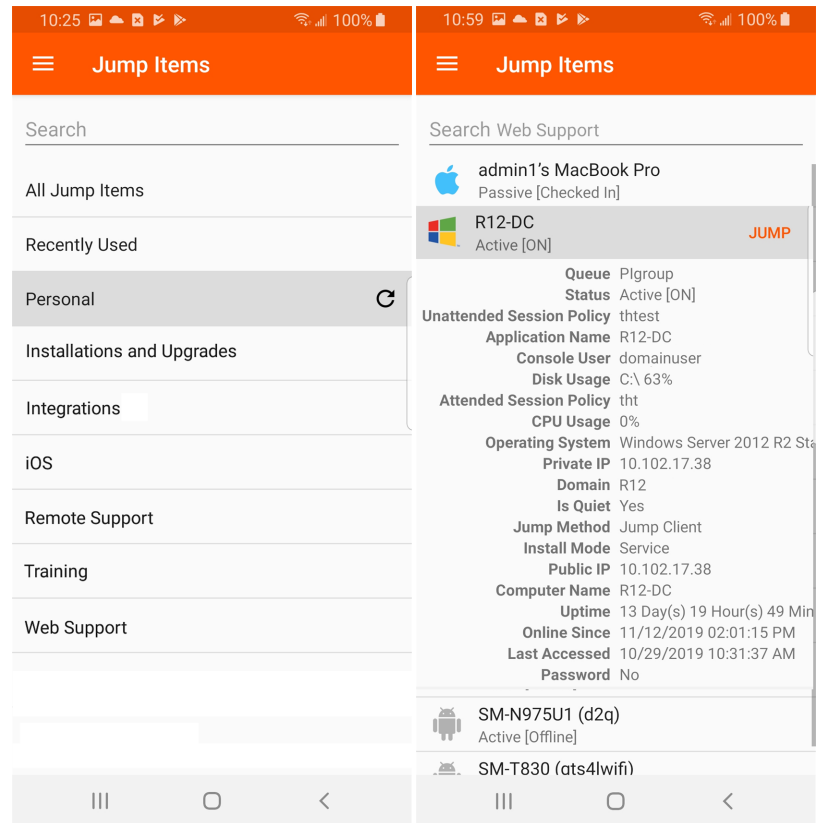 10:25 100%
Jump Items
Search
All Jump Items
Recently Used
Personal
Installations and Upgrades
Integrations
iOS
Remote Support
Training
Web Support
10:59 100%
Jump Items
Search Web Support
admin1's MacBook Pro
Passive [Checked In]
R12-DC
Active [ON]
JUMP
Queue PIgroup
Status Active [ON]
Unattended Session Policy thtest
Application Name R12-DC
Console User domainuser
Disk Usage C:\ 63%
Attended Session Policy tht
CPU Usage 0%
Operating System Windows Server 2012 R2 Sta
Private IP 10.102.17.38
Domain R12
Is Quiet Yes
Jump Method Jump Client
Install Mode Service
Public IP 10.102.17.38
Computer Name R12-DC
Uptime 13 Day(s) 19 Hour(s) 49 Min
Online Since 11/12/2019 02:01:15 PM
Last Accessed 10/29/2019 10:31:37 AM
Password No
SM-N975U1 (d2q)
Active [Offline]
SM-T830 (gts4lwifi)